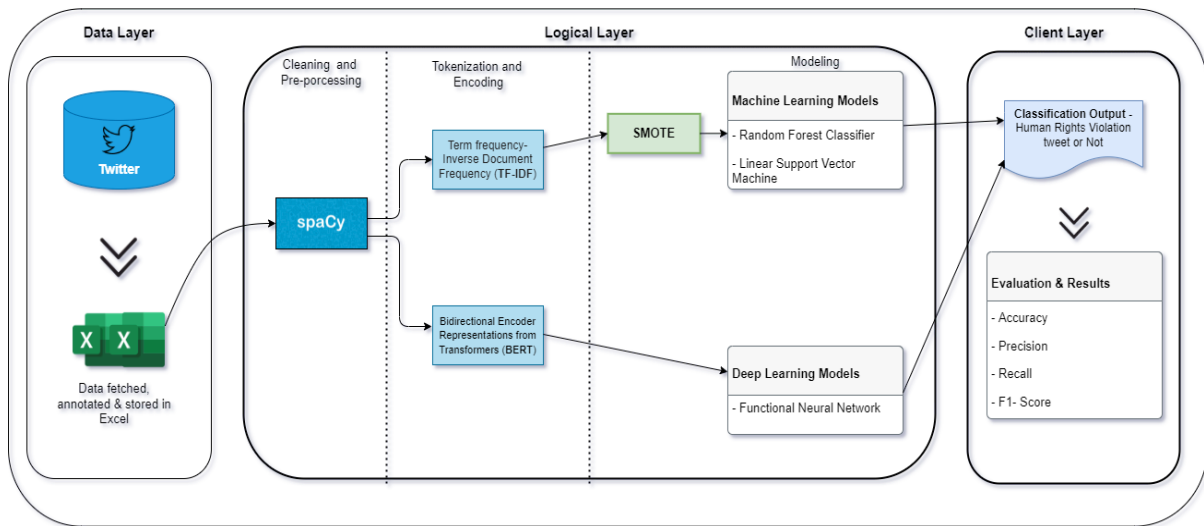 Data Layer
Logical Layer
Client Layer
Cleaning and
Pre-porcessing
Tokenization and
Encoding
Modeling
Twitter
X X
Data fetched,
annotated & stored in
Excel
spaCy
Term frequency-
Inverse Document
Frequency (TF-IDF)
Bidirectional Encoder
Representations from
Transformers (BERT)
SMOTE
Machine Learning Models
- Random Forest Classifier
- Linear Support Vector
Machine
Deep Learning Models
- Functional Neural Network
Classification Output -
Human Rights Violation
tweet or Not
Evaluation & Results
- Accuracy
- Precision
- Recall
- F1- Score